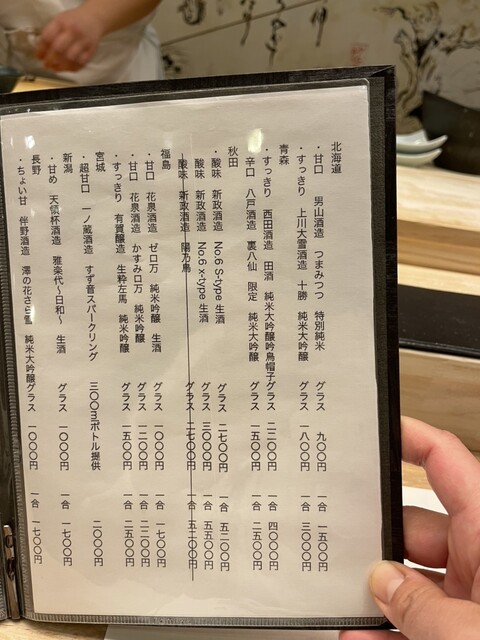 北海道
・甘口 男山酒造 つまみつつ 特別純米 グラス 九〇〇円 一合 一五〇〇円
・すっきり 上川大雪酒造 十勝 純米大吟醸 グラス 一八〇〇円 一合 三〇〇〇円
青森
・すっきり 西田酒造 田酒 純米大吟醸吟烏帽子グラス 二二〇〇円 一合 四〇〇〇円
辛口 八戸酒造 裏八仙 限定 純米大吟醸 グラス 一五〇〇円 一合 二五〇〇円
秋田
・酸味 新政酒造 No.6 S-type 生酒 グラス 二七〇〇円 一合 五二〇〇円
酸味 新政酒造 No.6 x-type 生酒 グラス 三〇〇〇円 一合 五五〇〇円
酸味 新政酒造 陽乃鳥 グラス 二七〇〇円 一合 五二〇〇円
福島
・甘口 花泉酒造 ゼロ万 純米吟醸 生酒 グラス 一〇〇〇円 一合 一七〇〇円
・甘口 花泉酒造 かすみロ万 純米吟醸 グラス 一二〇〇円 一合 二二〇〇円
・すっきり 有賀醸造 生粋左馬 純米吟醸 グラス 一五〇〇円 一合 二五〇〇円
宮城
・超甘口 一ノ蔵酒造 すず音スパークリング 三〇〇mlボトル提供 二〇〇〇円
新潟
・甘め 天領盃酒造 雅楽代〜日和〜 生酒 グラス 一〇〇〇円 一合 一七〇〇円
長野
・ちょい甘 伴野酒造 澤の花さら雪 純米大吟醸グラス 一〇〇〇円 一合 一七〇〇円